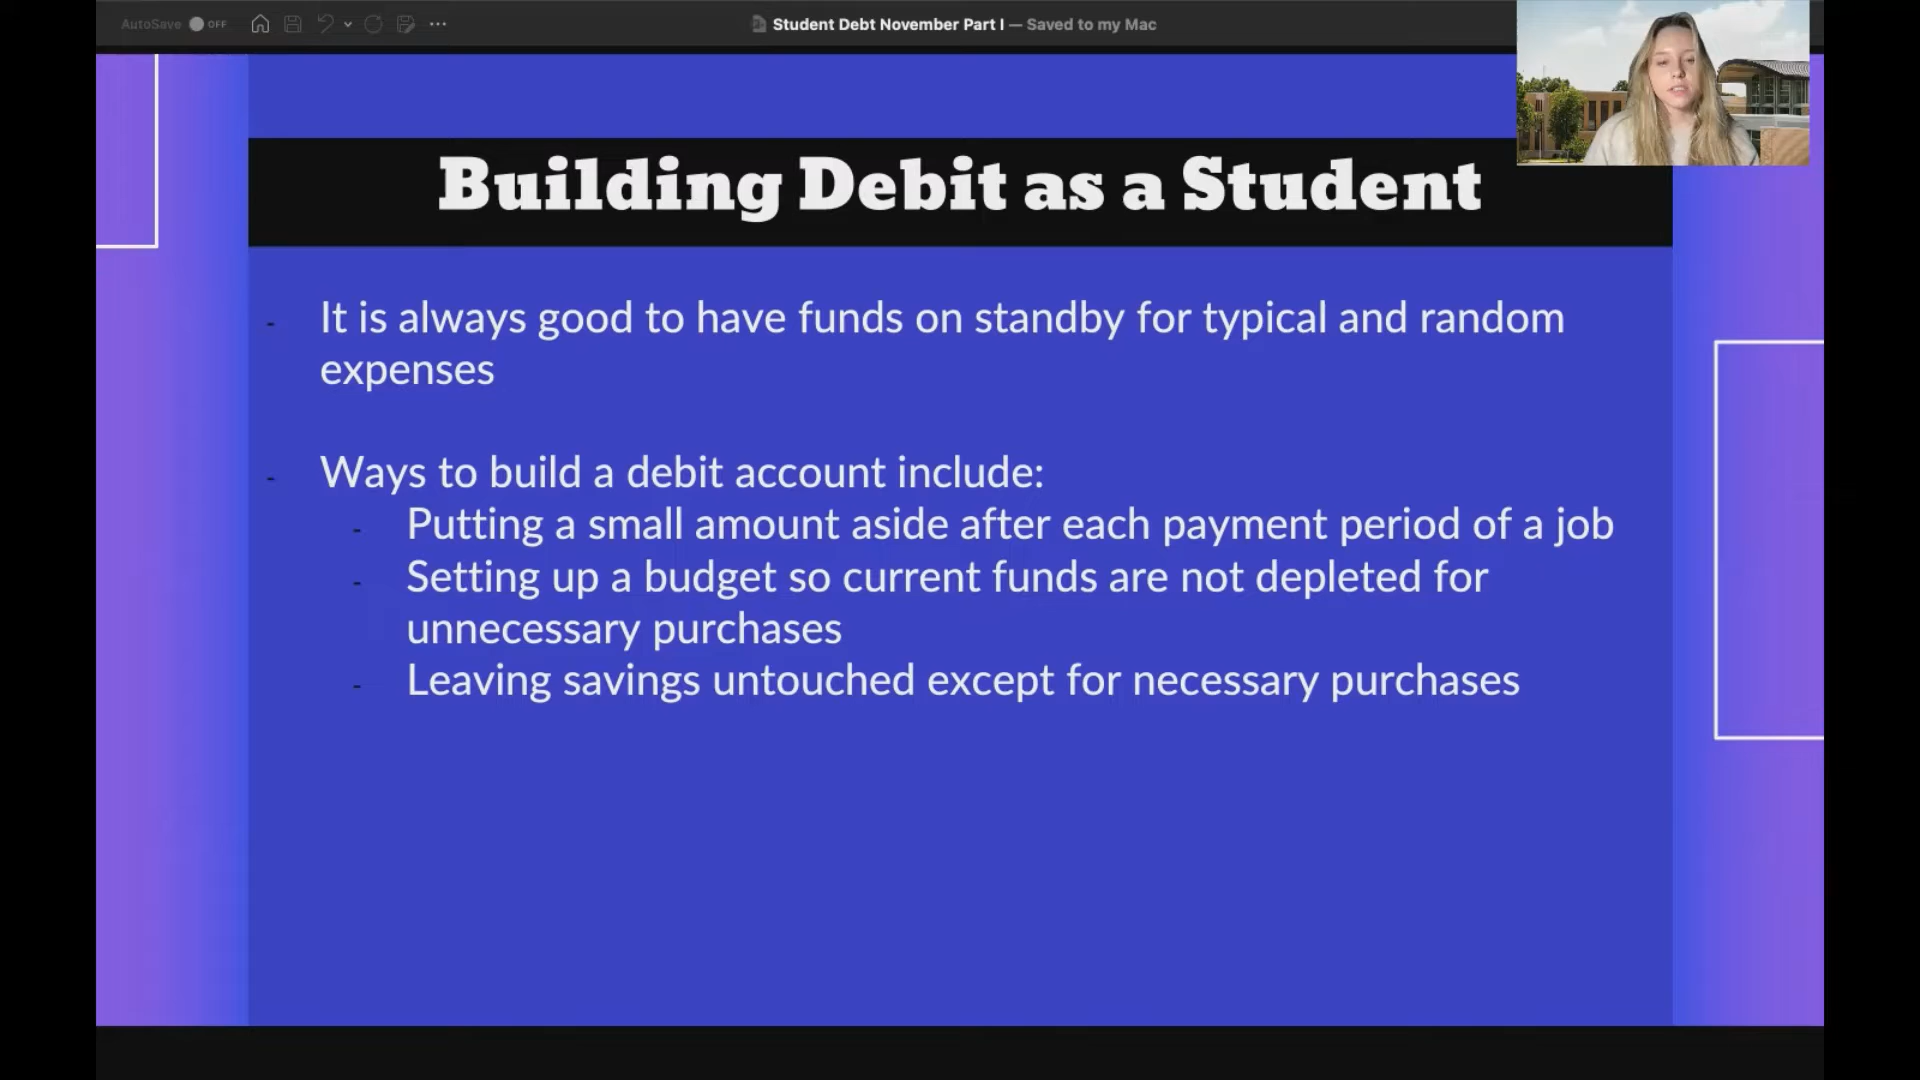 AutoSave OFF
Student Debt November Part I — Saved to my Mac
Building Debit as a Student
- It is always good to have funds on standby for typical and random
expenses
- Ways to build a debit account include:
- Putting a small amount aside after each payment period of a job
- Setting up a budget so current funds are not depleted for
unnecessary purchases
- Leaving savings untouched except for necessary purchases